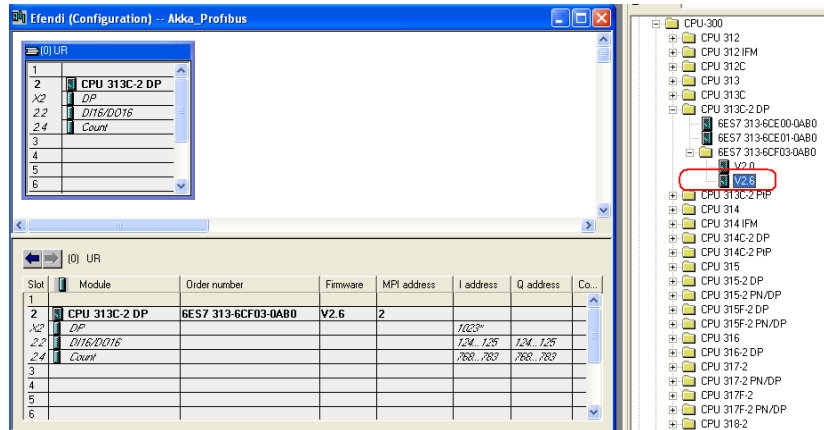 Efendi (Configuration) -- Akka_Profibus
(0) UR
1
2 CPU 313C-2 DP
X2 DP
2.2 DI16/DO16
2.4 Count
3
4
5
6
(0) UR
Slot Module Order number Firmware MPI address I address Q address Co...
1
2 CPU 313C-2 DP 6ES7 313-6CF03-0AB0 V2.6 2
X2 DP 1023*
2.2 DI16/DO16 124...125 124...125
2.4 Count 768...783 768...783
3
4
5
6
CPU-300
CPU 312
CPU 312 IFM
CPU 312C
CPU 313
CPU 313C
CPU 313C-2 DP
6ES7 313-6CE00-0AB0
6ES7 313-6CE01-0AB0
6ES7 313-6CF03-0AB0
V2.0
V2.6
CPU 313C-2 PtP
CPU 314
CPU 314 IFM
CPU 314C-2 DP
CPU 314C-2 PtP
CPU 315
CPU 315-2 DP
CPU 315-2 PN/DP
CPU 315F-2 DP
CPU 315F-2 PN/DP
CPU 316
CPU 316-2 DP
CPU 317-2
CPU 317-2 PN/DP
CPU 317F-2
CPU 317F-2 PN/DP
CPU 318-2